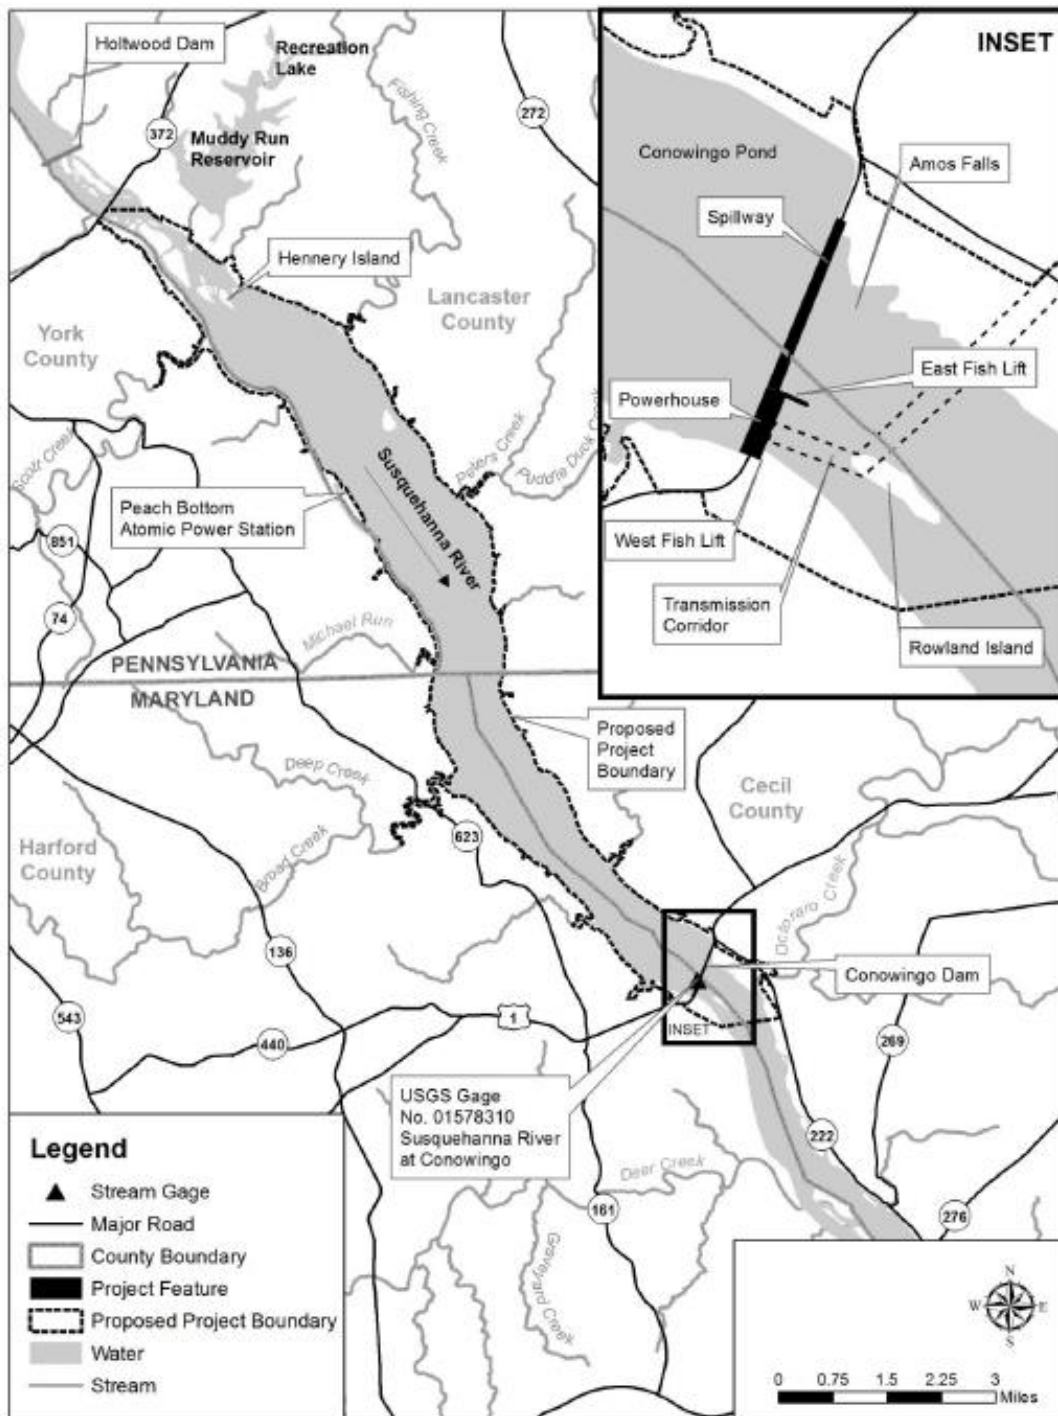 Holtwood Dam
Recreation
Lake
Fishing Creek
INSET
372
272
Muddy Run
Reservoir
Conowingo Pond
Amos Falls
Spillway
Hennery Island
Lancaster
County
York
County
East Fish Lift
Powerhouse
Scott Creek
Peters Creek
Puddle Duck Creek
Susquehanna River
Peach Bottom
Atomic Power Station
West Fish Lift
851
74
Transmission
Corridor
Rowland Island
Michael Run
PENNSYLVANIA
MARYLAND
Proposed
Project
Boundary
Deep Creek
Cecil
County
Harford
County
623
Broad Creek
Octoraro Creek
136
Conowingo Dam
543
1
440
INSET
269
USGS Gage
No. 01578310
Susquehanna River
at Conowingo
222
Deer Creek
161
276
Graveyard Creek
Legend
Stream Gage
Major Road
County Boundary
Project Feature
Proposed Project Boundary
Water
Stream
N
W E
S
0 0.75 1.5 2.25 3
Miles